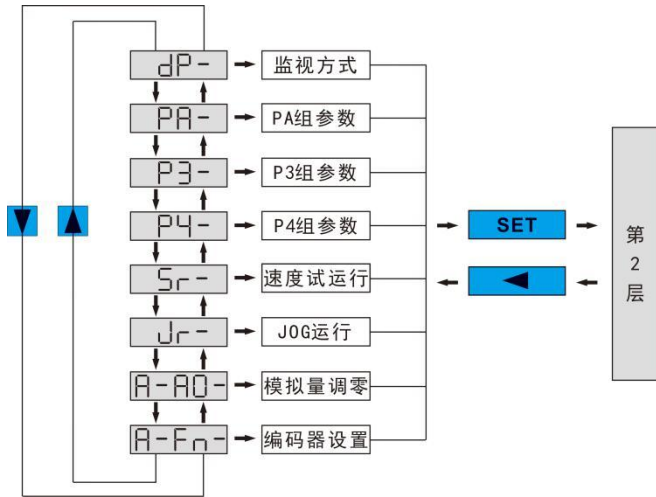 dP-
监视方式
PA-
PA组参数
P3-
P3组参数
P4-
P4组参数
SET
Sr-
速度试运行
Jr-
JOG运行
A-A0-
模拟量调零
A-Fn-
编码器设置
第
2
层